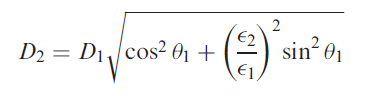 D₂ = D₁ √(cos² θ₁ + (ϵ₂/ϵ₁)² sin² θ₁)